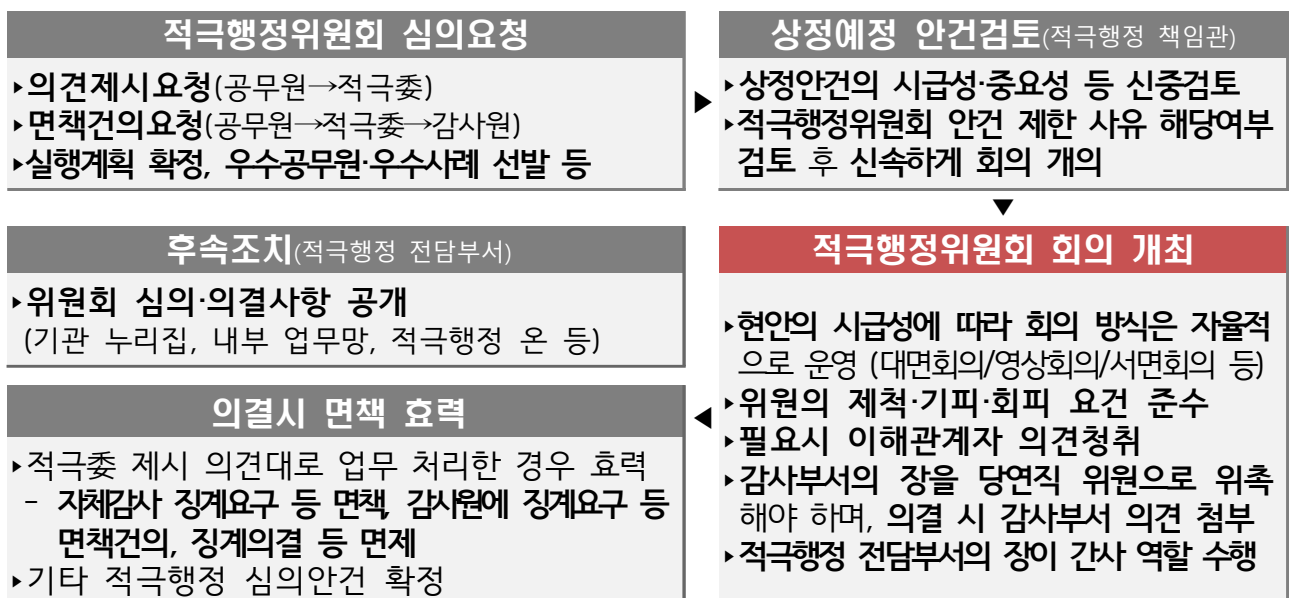 적극행정위원회 심의요청
▸의견제시요청(공무원→적극委)
▸면책건의요청(공무원→적극委→감사원)
▸실행계획 확정, 우수공무원·우수사례 선발 등
▶
상정예정 안건검토(적극행정 책임관)
▸상정안건의 시급성·중요성 등 신중검토
▸적극행정위원회 안건 제한 사유 해당여부
검토 후 신속하게 회의 개의
▼
적극행정위원회 회의 개최
▸현안의 시급성에 따라 회의 방식은 자율적
으로 운영 (대면회의/영상회의/서면회의 등)
▸위원의 제척·기피·회피 요건 준수
▸필요시 이해관계자 의견청취
▸감사부서의 장을 당연직 위원으로 위촉
해야 하며, 의결 시 감사부서 의견 첨부
▸적극행정 전담부서의 장이 간사 역할 수행
◀
후속조치(적극행정 전담부서)
▸위원회 심의·의결사항 공개
(기관 누리집, 내부 업무망, 적극행정 온 등)
의결시 면책 효력
▸적극委 제시 의견대로 업무 처리한 경우 효력
- 자체감사 징계요구 등 면책, 감사원에 징계요구 등
면책건의, 징계의결 등 면제
▸기타 적극행정 심의안건 확정